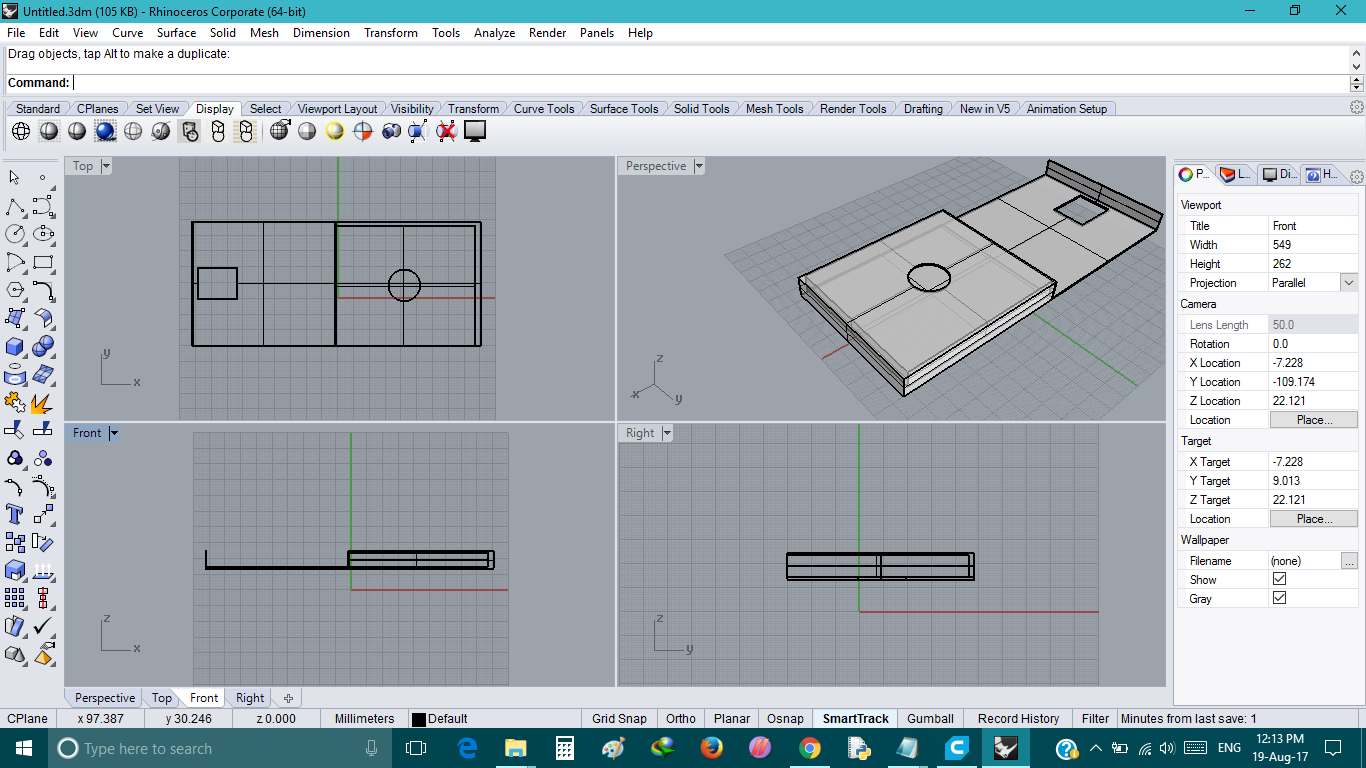 Untitled.3dm (105 KB) - Rhinoceros Corporate (64-bit)
File Edit View Curve Surface Solid Mesh Dimension Transform Tools Analyze Render Panels Help
Drag objects, tap Alt to make a duplicate:
Command:
Standard CPlanes Set View Display Select Viewport Layout Visibility Transform Curve Tools Surface Tools Solid Tools Mesh Tools Render Tools Drafting New in V5 Animation Setup
Top
y
x
Perspective
z
x
y
Front
z
x
Right
z
y
P... L... Di... H...
Viewport
Title Front
Width 549
Height 262
Projection Parallel
Camera
Lens Length 50.0
Rotation 0.0
X Location -7.228
Y Location -109.174
Z Location 22.121
Location Place...
Target
X Target -7.228
Y Target 9.013
Z Target 22.121
Location Place...
Wallpaper
Filename (none) ...
Show
Gray
Perspective Top Front Right
CPlane x 97.387 y 30.246 z 0.000 Millimeters Default Grid Snap Ortho Planar Osnap SmartTrack Gumball Record History Filter Minutes from last save: 1
Type here to search
ENG
12:13 PM
19-Aug-17